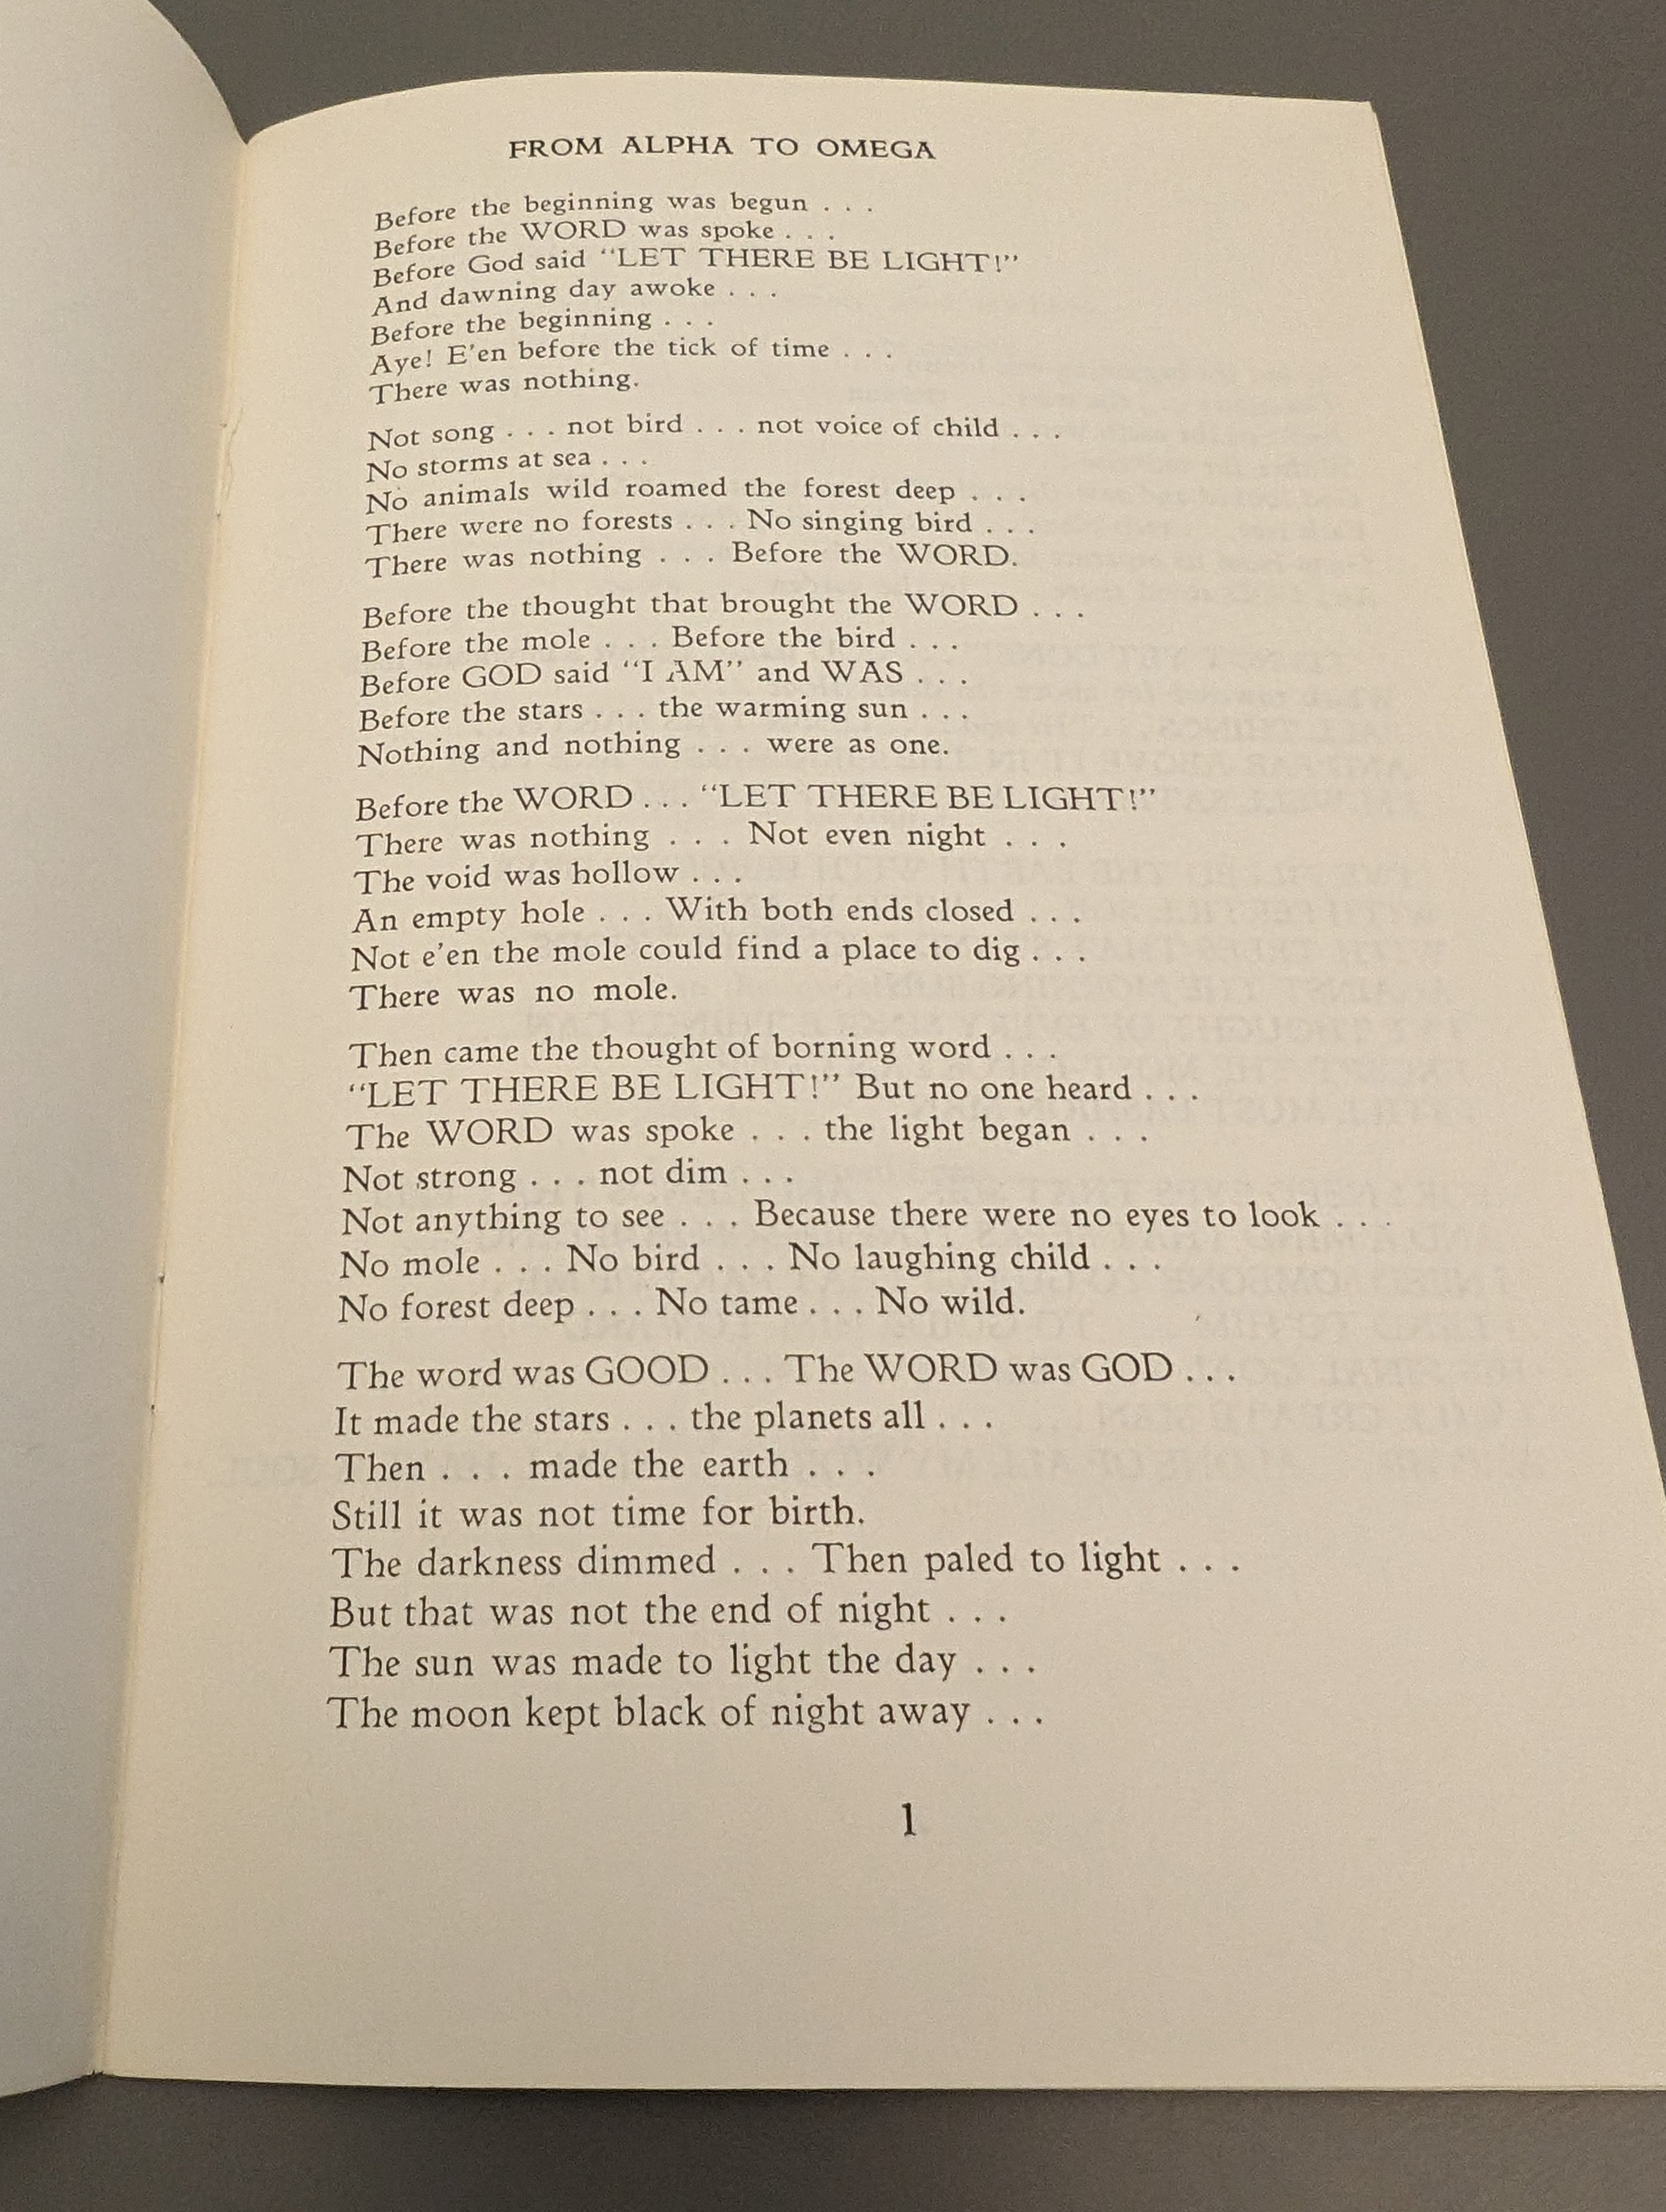 FROM ALPHA TO OMEGA
Before the beginning was begun . . .
Before the WORD was spoke . . .
Before God said “LET THERE BE LIGHT!”
And dawning day awoke . . .
Before the beginning . . .
Aye! E’en before the tick of time . . .
There was nothing.
Not song . . . not bird . . . not voice of child . . .
No storms at sea . . .
No animals wild roamed the forest deep . . .
There were no forests . . . No singing bird . . .
There was nothing . . . Before the WORD.
Before the thought that brought the WORD . . .
Before the mole . . . Before the bird . . .
Before GOD said “I AM” and WAS . . .
Before the stars . . . the warming sun . . .
Nothing and nothing . . . were as one.
Before the WORD . . . “LET THERE BE LIGHT!”
There was nothing . . . Not even night . . .
The void was hollow . . .
An empty hole . . . With both ends closed . . .
Not e’en the mole could find a place to dig . . .
There was no mole.
Then came the thought of borning word . . .
“LET THERE BE LIGHT!” But no one heard . . .
The WORD was spoke . . . the light began . . .
Not strong . . . not dim . . .
Not anything to see . . . Because there were no eyes to look . . .
No mole . . . No bird . . . No laughing child . . .
No forest deep . . . No tame . . . No wild.
The word was GOOD . . . The WORD was GOD . . .
It made the stars . . . the planets all . . .
Then . . . made the earth . . .
Still it was not time for birth.
The darkness dimmed . . . Then paled to light . . .
But that was not the end of night . . .
The sun was made to light the day . . .
The moon kept black of night away . . .
1